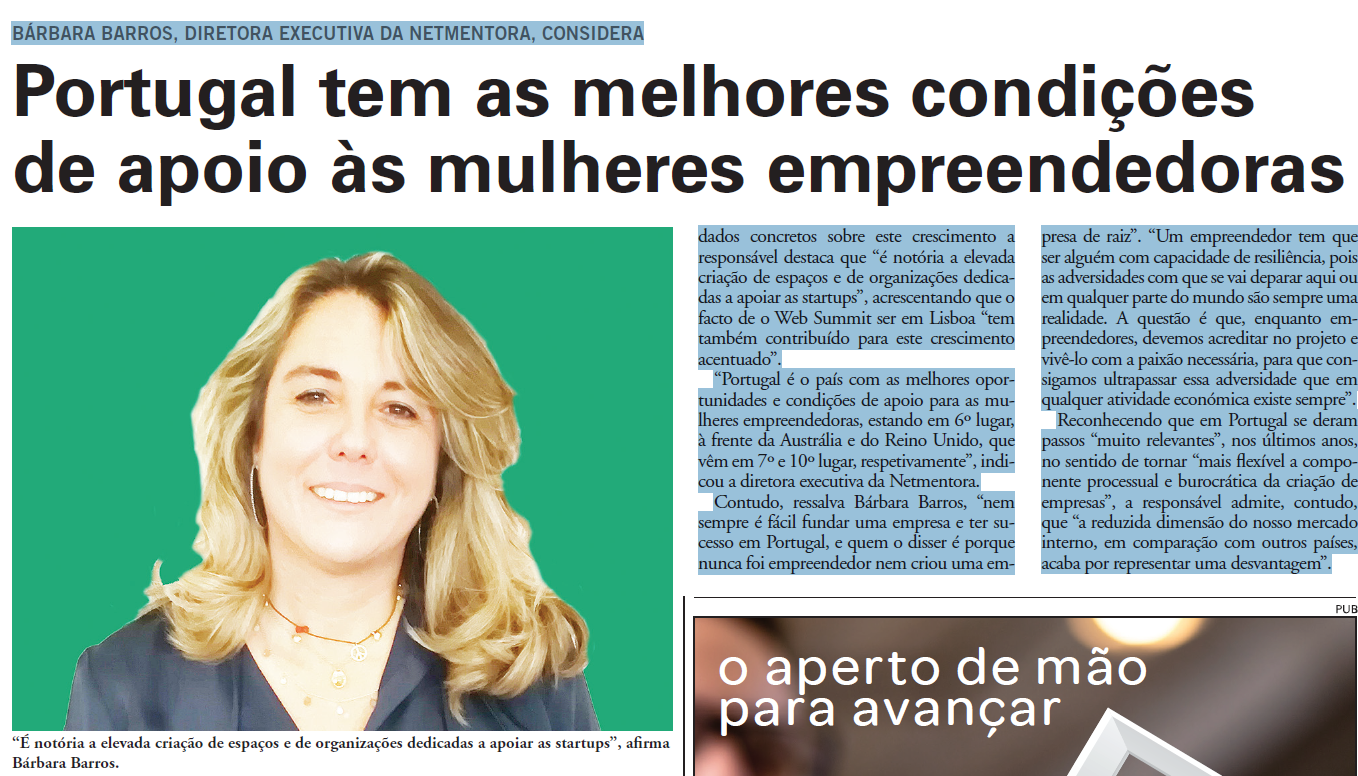 BÁRBARA BARROS, DIRETORA EXECUTIVA DA NETMENTORA, CONSIDERA
Portugal tem as melhores condições
de apoio às mulheres empreendedoras
“É notória a elevada criação de espaços e de organizações dedicadas a apoiar as startups”, afirma
Bárbara Barros.
dados concretos sobre este crescimento a
responsável destaca que “é notória a elevada
criação de espaços e de organizações dedica-
das a apoiar as startups”, acrescentando que o
facto de o Web Summit ser em Lisboa “tem
também contribuído para este crescimento
acentuado”.
“Portugal é o país com as melhores opor-
tunidades e condições de apoio para as mu-
lheres empreendedoras, estando em 6º lugar,
à frente da Austrália e do Reino Unido, que
vêm em 7º e 10º lugar, respetivamente”, indi-
cou a diretora executiva da Netmentora.
Contudo, ressalva Bárbara Barros, “nem
sempre é fácil fundar uma empresa e ter su-
cesso em Portugal, e quem o disser é porque
nunca foi empreendedor nem criou uma em-
presa de raiz”. “Um empreendedor tem que
ser alguém com capacidade de resiliência, pois
as adversidades com que se vai deparar aqui ou
em qualquer parte do mundo são sempre uma
realidade. A questão é que, enquanto em-
preendedores, devemos acreditar no projeto e
vivê-lo com a paixão necessária, para que con-
sigamos ultrapassar essa adversidade que em
qualquer atividade económica existe sempre”.
Reconhecendo que em Portugal se deram
passos “muito relevantes”, nos últimos anos,
no sentido de tornar “mais flexível a compo-
nente processual e burocrática da criação de
empresas”, a responsável admite, contudo,
que “a reduzida dimensão do nosso mercado
interno, em comparação com outros países,
acaba por representar uma desvantagem”.
PUB
o aperto de mão
para avançar